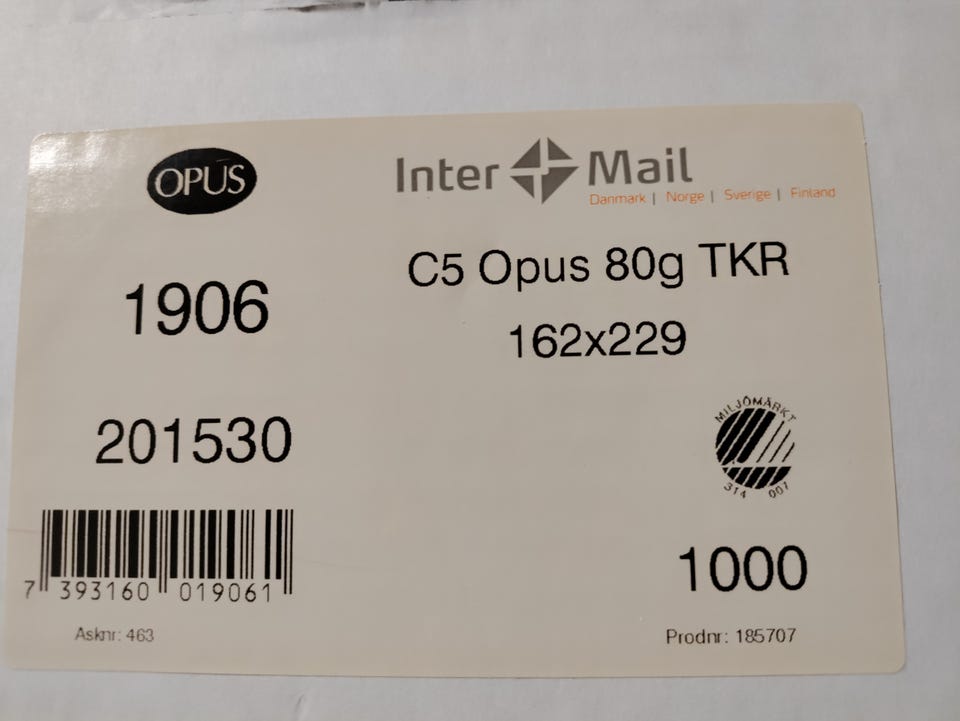 OPUS
Inter Mail
Danmark | Norge | Sverige | Finland
1906
C5 Opus 80g TKR
162x229
201530
MILJÖMÄRKT
314 007
7 393160 019061
1000
Asknr: 463
Prodnr: 185707